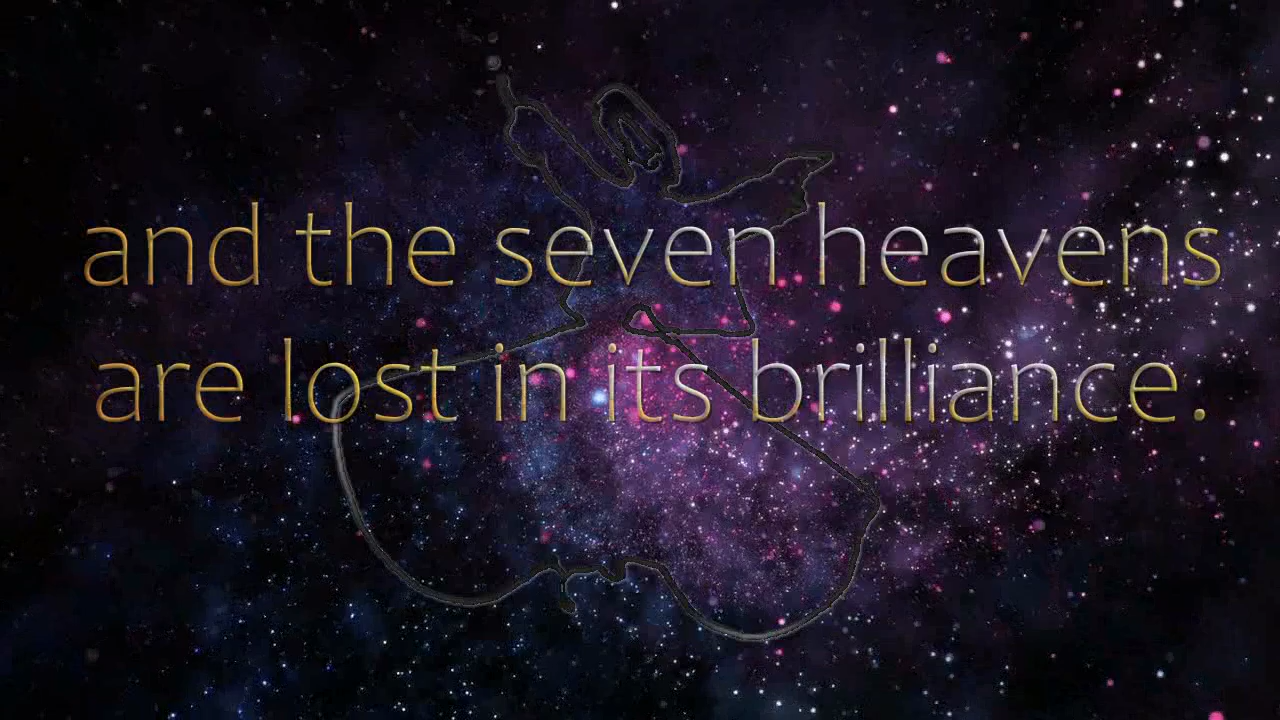 and the seven heavens
are lost in its brilliance.